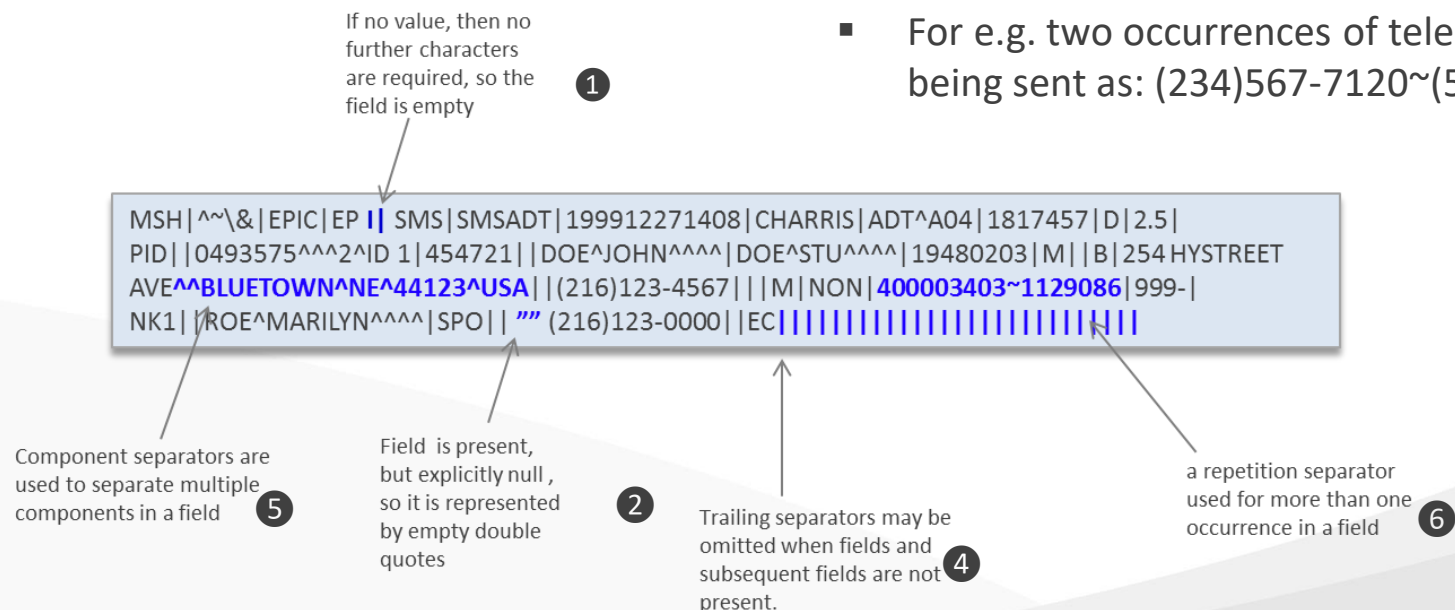 If no value, then no
further characters
are required, so the
field is empty
1
▪ For e.g. two occurrences of tele
being sent as: (234)567-7120~(5
MSH|^~\&|EPIC|EP I| SMS|SMSADT|199912271408|CHARRIS|ADT^A04|1817457|D|2.5|
PID||0493575^^^2^ID 1|454721||DOE^JOHN^^^^|DOE^STU^^^^|19480203|M||B|254 HYSTREET
AVE^^BLUETOWN^NE^44123^USA||(216)123-4567|||M|NON|400003403~1129086|999-|
NK1||ROE^MARILYN^^^^|SPO|| ”” (216)123-0000||EC|||||||||||||||||||||||||||
Component separators are
used to separate multiple
components in a field
5
Field is present,
but explicitly null ,
so it is represented
by empty double
quotes
2
Trailing separators may be
omitted when fields and
subsequent fields are not
present.
4
a repetition separator
used for more than one
occurrence in a field
6